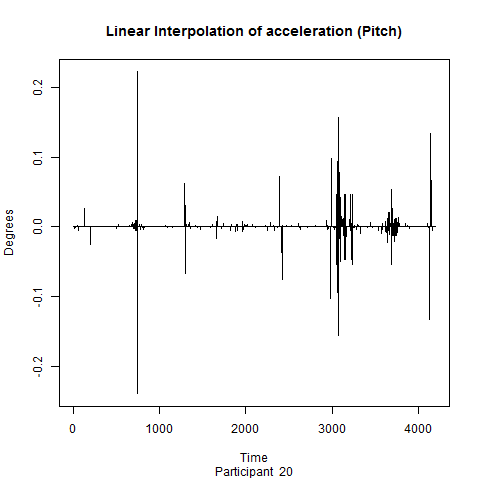 Linear Interpolation of acceleration (Pitch)
0.2
0.1
0.0
-0.1
-0.2
Degrees
0 1000 2000 3000 4000
Time
Participant 20